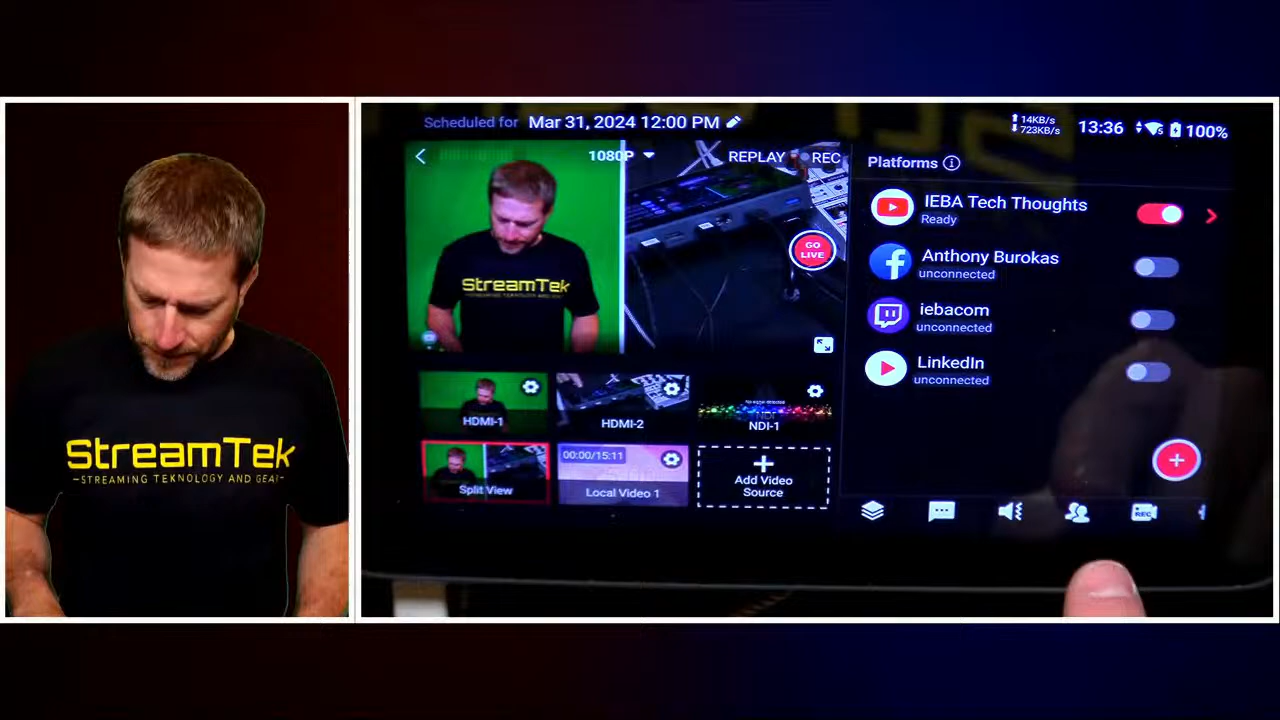 StreamTek
-STREAMING TEKNOLOGY AND GEAR-
Scheduled for Mar 31, 2024 12:00 PM
14KB/s
723KB/s
13:36
100%
1080P
REPLAY
REC
StreamTek
GO
LIVE
Platforms
IEBA Tech Thoughts
Ready
Anthony Burokas
unconnected
iebacom
unconnected
LinkedIn
unconnected
HDMI-1
HDMI-2
NDI-1
Split View
00:00/15:11
Local Video 1
Add Video
Source
REC